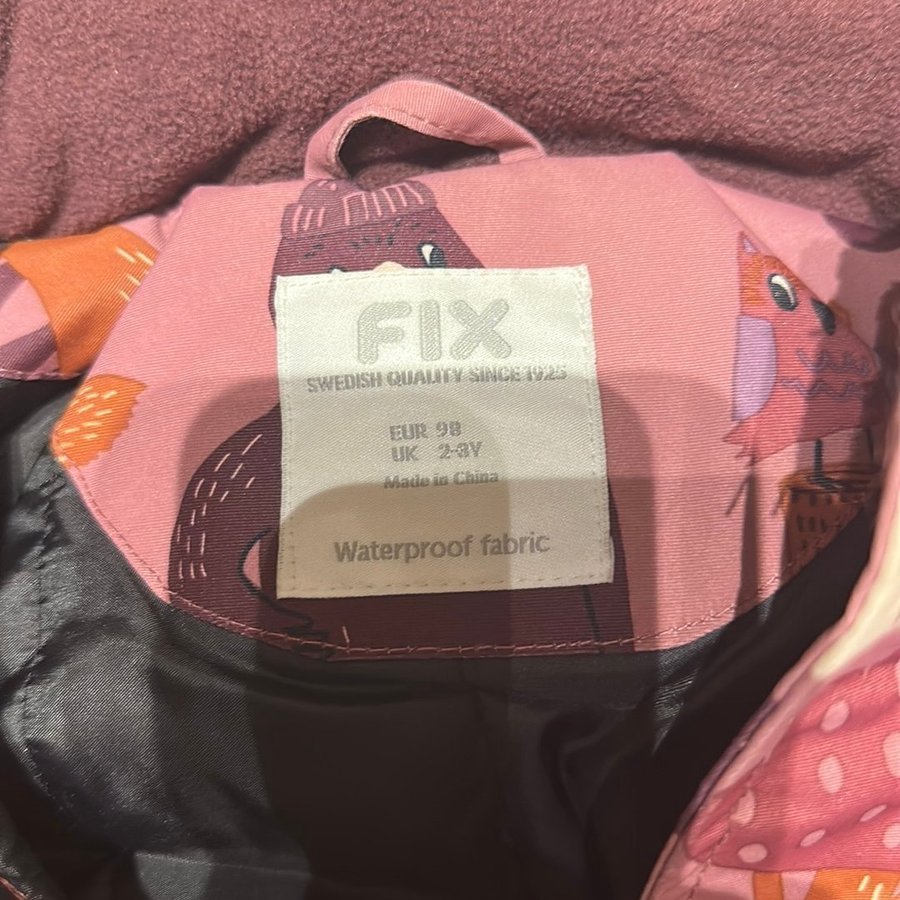 FIX
SWEDISH QUALITY SINCE 1925
EUR 98
UK 2-3Y
Made in China
Waterproof fabric